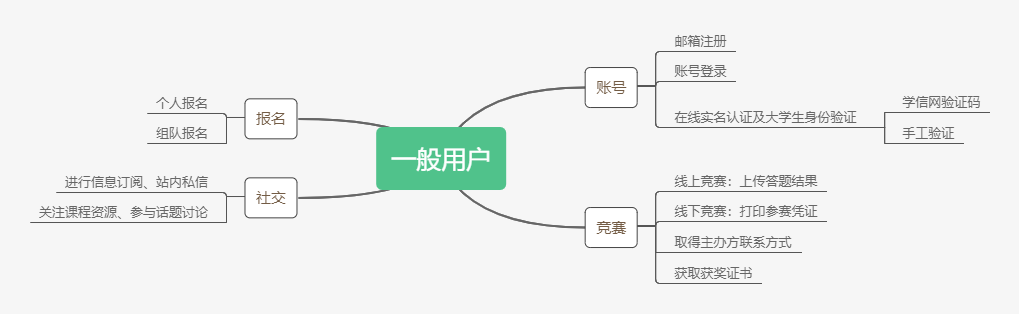 一般用户
账号
邮箱注册
账号登录
在线实名认证及大学生身份验证
学信网验证码
手工验证
竞赛
线上竞赛：上传答题结果
线下竞赛：打印参赛凭证
取得主办方联系方式
获取获奖证书
报名
个人报名
组队报名
社交
进行信息订阅、站内私信
关注课程资源、参与话题讨论